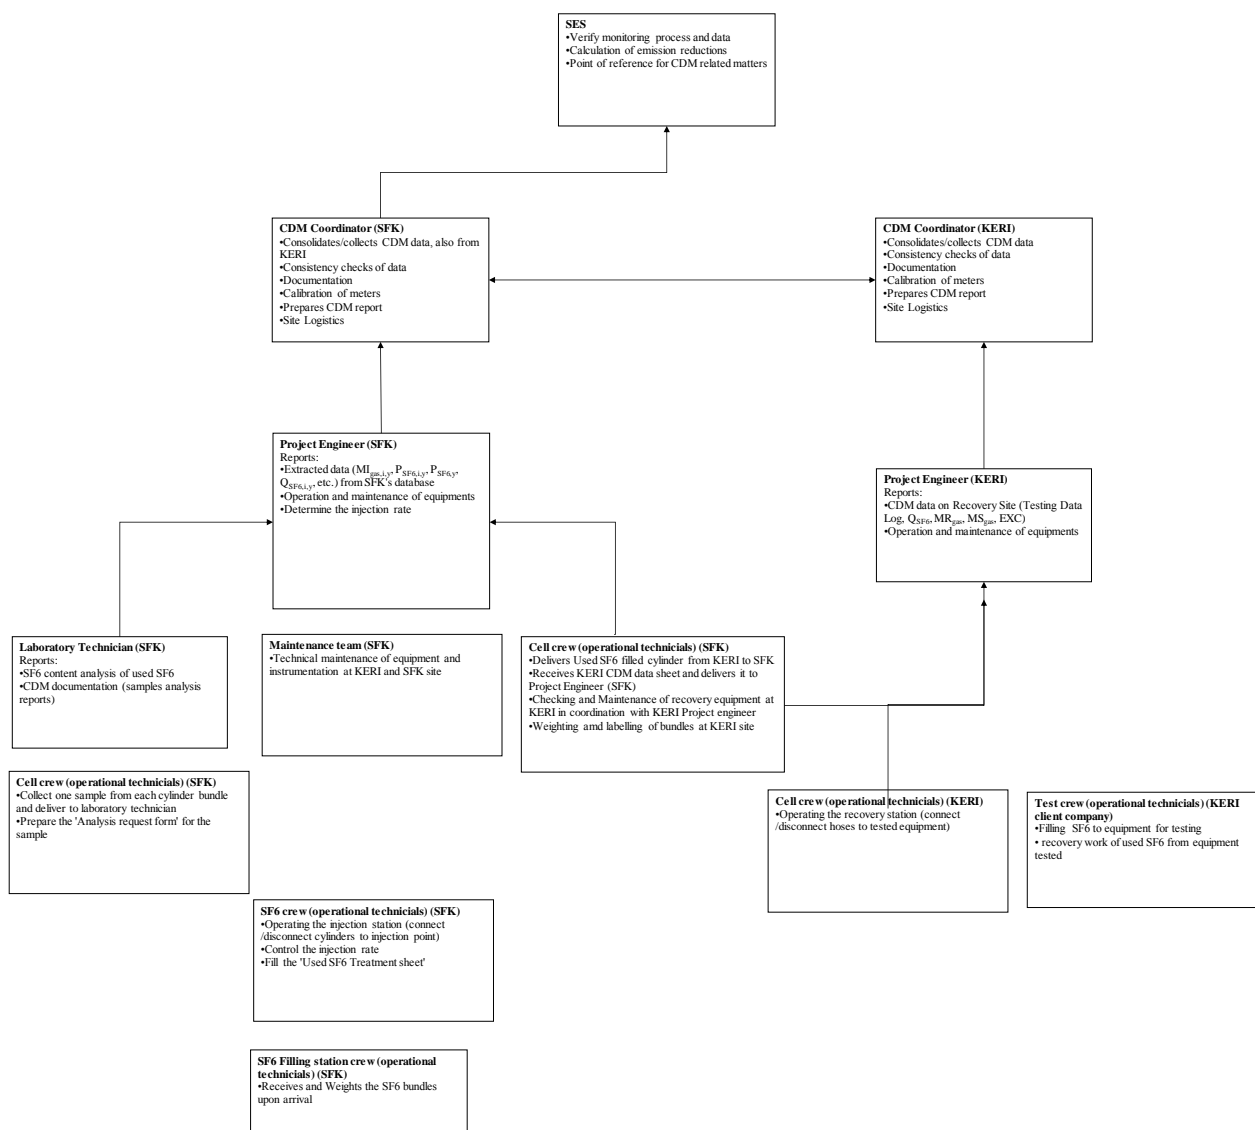 SES
•Verify monitoring process and data
•Calculation of emission reductions
•Point of reference for CDM related matters
CDM Coordinator (SFK)
•Consolidates/collects CDM data, also from
KERI
•Consistency checks of data
•Documentation
•Calibration of meters
•Prepares CDM report
•Site Logistics
CDM Coordinator (KERI)
•Consolidates/collects CDM data
•Consistency checks of data
•Documentation
•Calibration of meters
•Prepares CDM report
•Site Logistics
Project Engineer (SFK)
Reports:
•Extracted data (MIgas,i,y, PSF6,i,y, PSF6,y,
QSF6,i,y, etc.) from SFK's database
•Operation and maintenance of equipments
•Determine the injection rate
Project Engineer (KERI)
Reports:
•CDM data on Recovery Site (Testing Data
Log, QSF6, MRgas, MSgas, EXC)
•Operation and maintenance of equipments
Laboratory Technician (SFK)
Reports:
•SF6 content analysis of used SF6
•CDM documentation (samples analysis
reports)
Maintenance team (SFK)
•Technical maintenance of equipment and
instrumentation at KERI and SFK site
Cell crew (operational technicials) (SFK)
•Delivers Used SF6 filled cylinder from KERI to SFK
•Receives KERI CDM data sheet and delivers it to
Project Engineer (SFK)
•Checking and Maintenance of recovery equipment at
KERI in coordination with KERI Project engineer
•Weighting amd labelling of bundles at KERI site
Cell crew (operational technicials) (SFK)
•Collect one sample from each cylinder bundle
and deliver to laboratory technician
•Prepare the 'Analysis request form' for the
sample
Cell crew (operational technicials) (KERI)
•Operating the recovery station (connect
/disconnect hoses to tested equipment)
Test crew (operational technicials) (KERI
client company)
•Filling SF6 to equipment for testing
• recovery work of used SF6 from equipment
tested
SF6 crew (operational technicials) (SFK)
•Operating the injection station (connect
/disconnect cylinders to injection point)
•Control the injection rate
•Fill the 'Used SF6 Treatment sheet'
SF6 Filling station crew (operational
technicials) (SFK)
•Receives and Weights the SF6 bundles
upon arrival